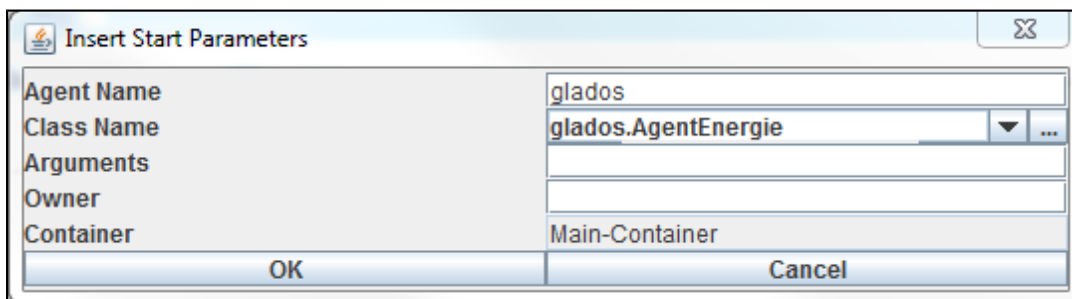 Insert Start Parameters
Agent Name glados
Class Name glados.AgentEnergie ...
Arguments
Owner
Container Main-Container
OK Cancel